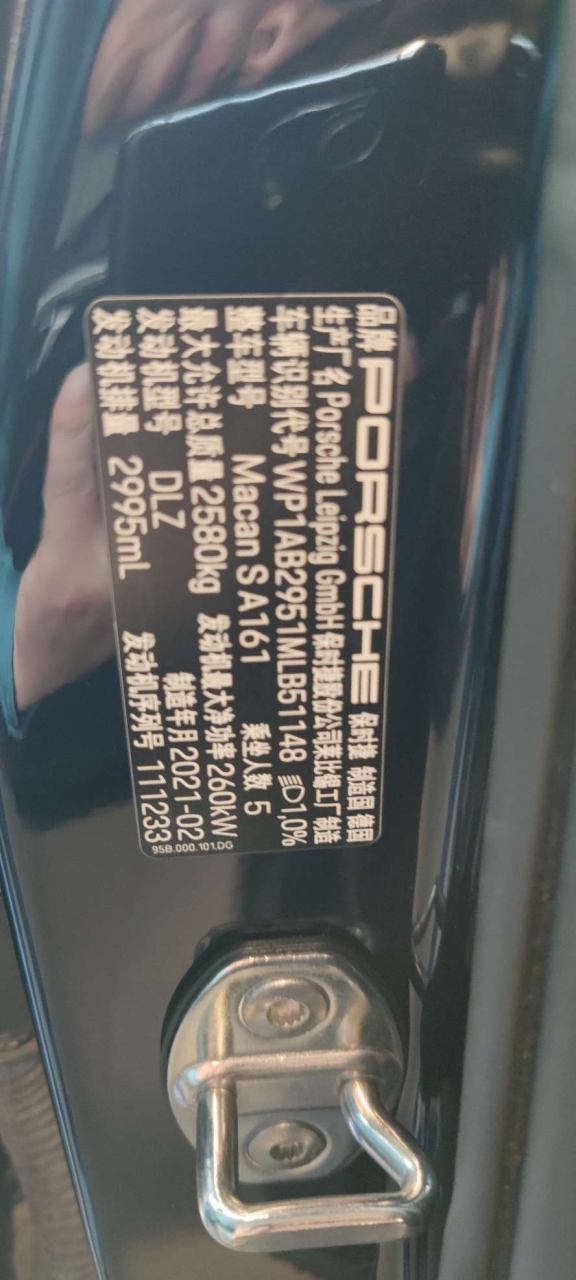 品牌 PORSCHE 保时捷 制造国 德国
生产厂名 Porsche Leipzig GmbH 保时捷股份公司莱比锡工厂制造
车辆识别代号 WP1AB2951MLB51148 1,0%
整车型号 Macan S A161 乘坐人数 5
最大允许总质量 2580kg 发动机最大净功率 260kW
发动机型号 DLZ 制造年月 2021-02
发动机排量 2995mL 发动机序列号 111233
95B.000.101.DG